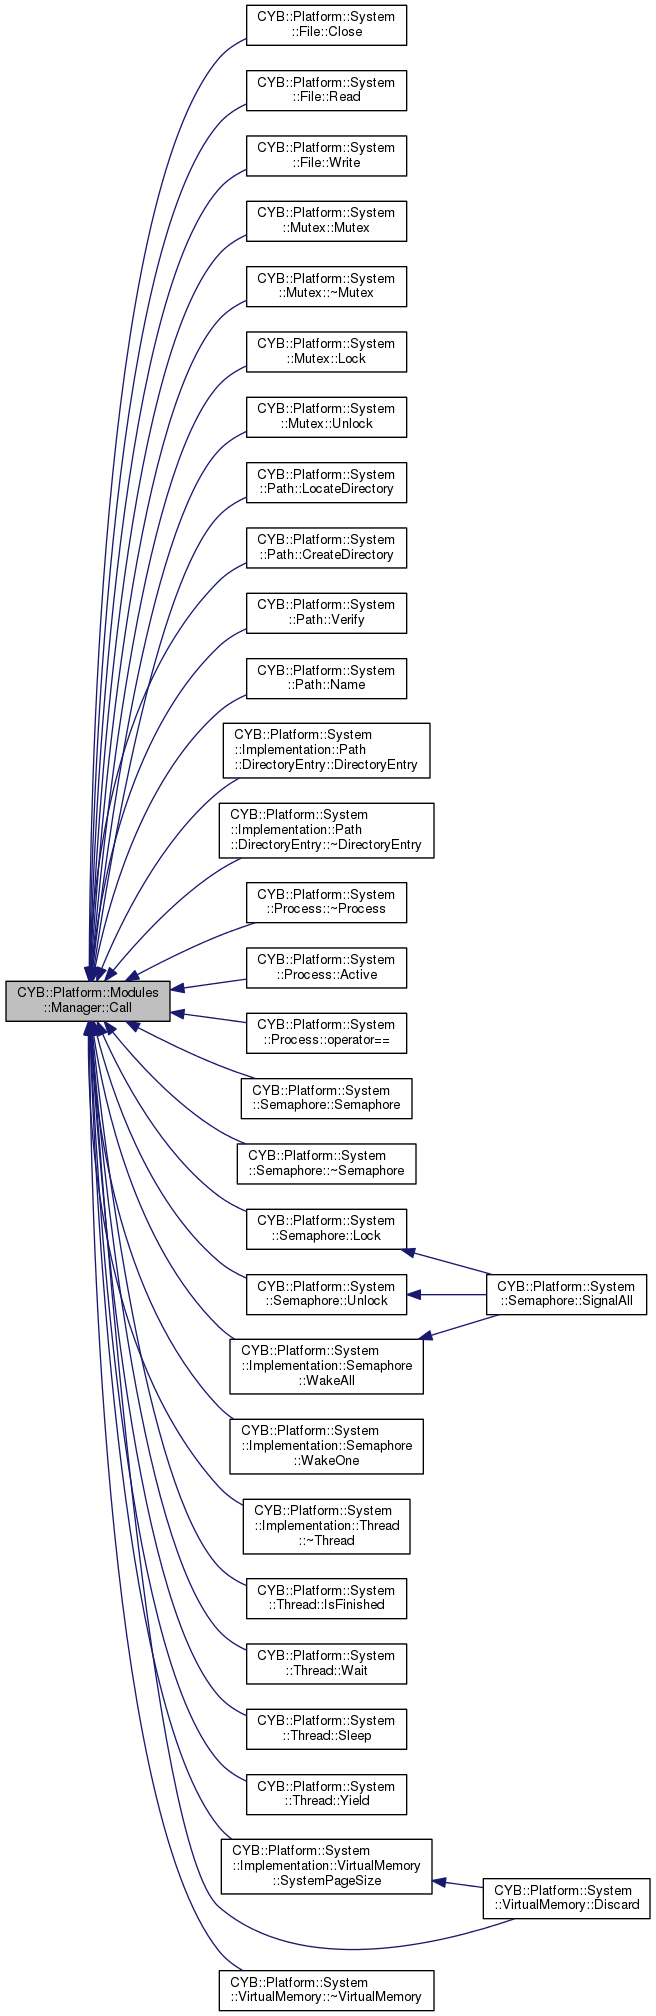 CYB::Platform::System
::File::Close
CYB::Platform::System
::File::Read
CYB::Platform::System
::File::Write
CYB::Platform::System
::Mutex::Mutex
CYB::Platform::System
::Mutex::~Mutex
CYB::Platform::System
::Mutex::Lock
CYB::Platform::System
::Mutex::Unlock
CYB::Platform::System
::Path::LocateDirectory
CYB::Platform::System
::Path::CreateDirectory
CYB::Platform::System
::Path::Verify
CYB::Platform::System
::Path::Name
CYB::Platform::System
::Implementation::Path
::DirectoryEntry::DirectoryEntry
CYB::Platform::System
::Implementation::Path
::DirectoryEntry::~DirectoryEntry
CYB::Platform::System
::Process::~Process
CYB::Platform::System
::Process::Active
CYB::Platform::Modules
::Manager::Call
CYB::Platform::System
::Process::operator==
CYB::Platform::System
::Semaphore::Semaphore
CYB::Platform::System
::Semaphore::~Semaphore
CYB::Platform::System
::Semaphore::Lock
CYB::Platform::System
::Semaphore::Unlock
CYB::Platform::System
::Semaphore::SignalAll
CYB::Platform::System
::Implementation::Semaphore
::WakeAll
CYB::Platform::System
::Implementation::Semaphore
::WakeOne
CYB::Platform::System
::Implementation::Thread
::~Thread
CYB::Platform::System
::Thread::IsFinished
CYB::Platform::System
::Thread::Wait
CYB::Platform::System
::Thread::Sleep
CYB::Platform::System
::Thread::Yield
CYB::Platform::System
::Implementation::VirtualMemory
::SystemPageSize
CYB::Platform::System
::VirtualMemory::Discard
CYB::Platform::System
::VirtualMemory::~VirtualMemory